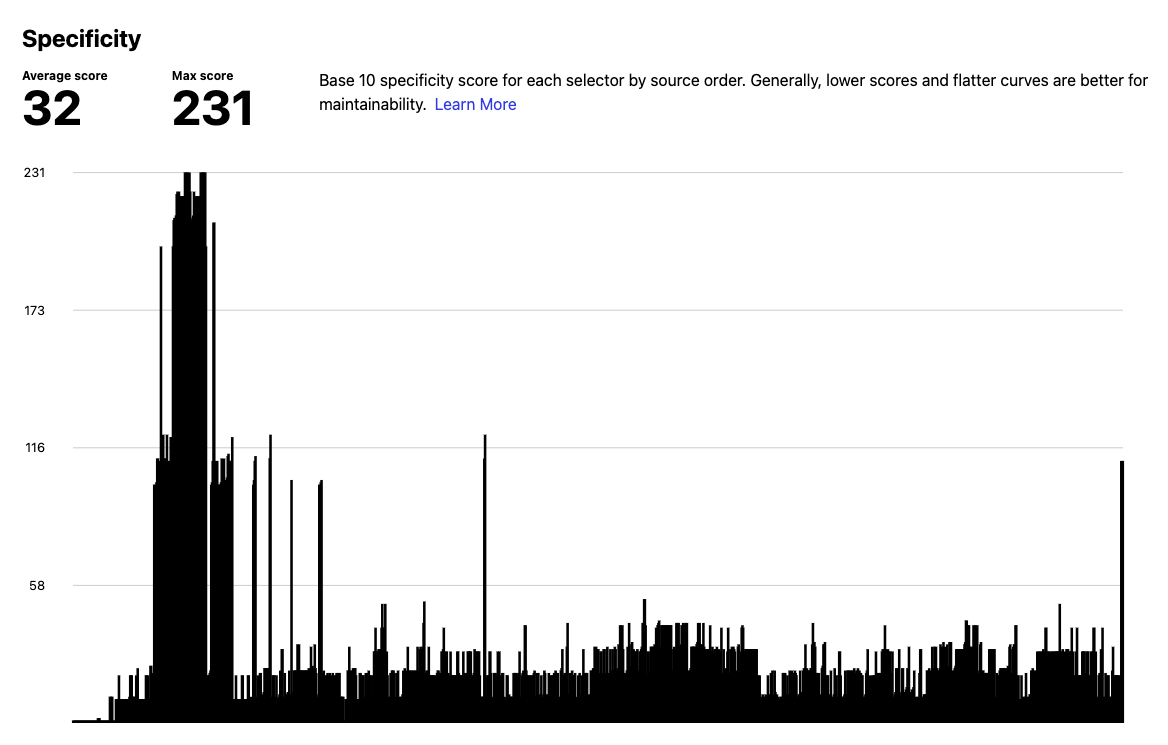 Specificity
Average score
32
Max score
231
Base 10 specificity score for each selector by source order. Generally, lower scores and flatter curves are better for
maintainability. Learn More
231
173
116
58